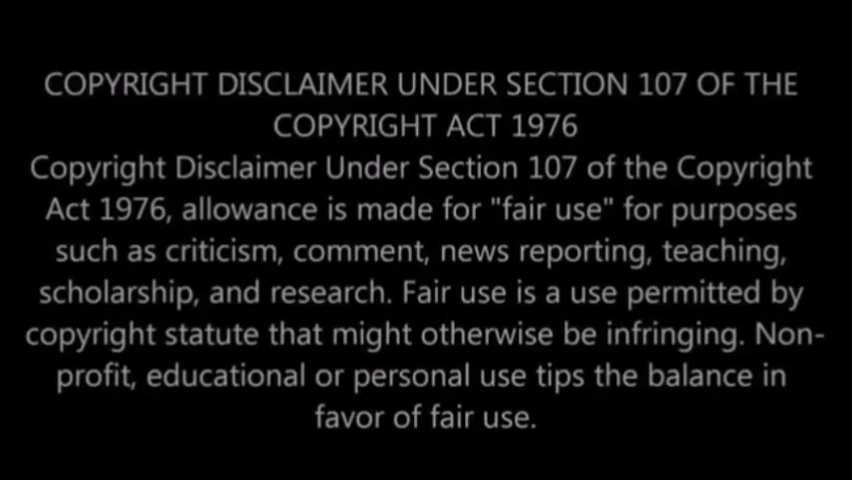 COPYRIGHT DISCLAIMER UNDER SECTION 107 OF THE
COPYRIGHT ACT 1976
Copyright Disclaimer Under Section 107 of the Copyright
Act 1976, allowance is made for "fair use" for purposes
such as criticism, comment, news reporting, teaching,
scholarship, and research. Fair use is a use permitted by
copyright statute that might otherwise be infringing. Non-
profit, educational or personal use tips the balance in
favor of fair use.